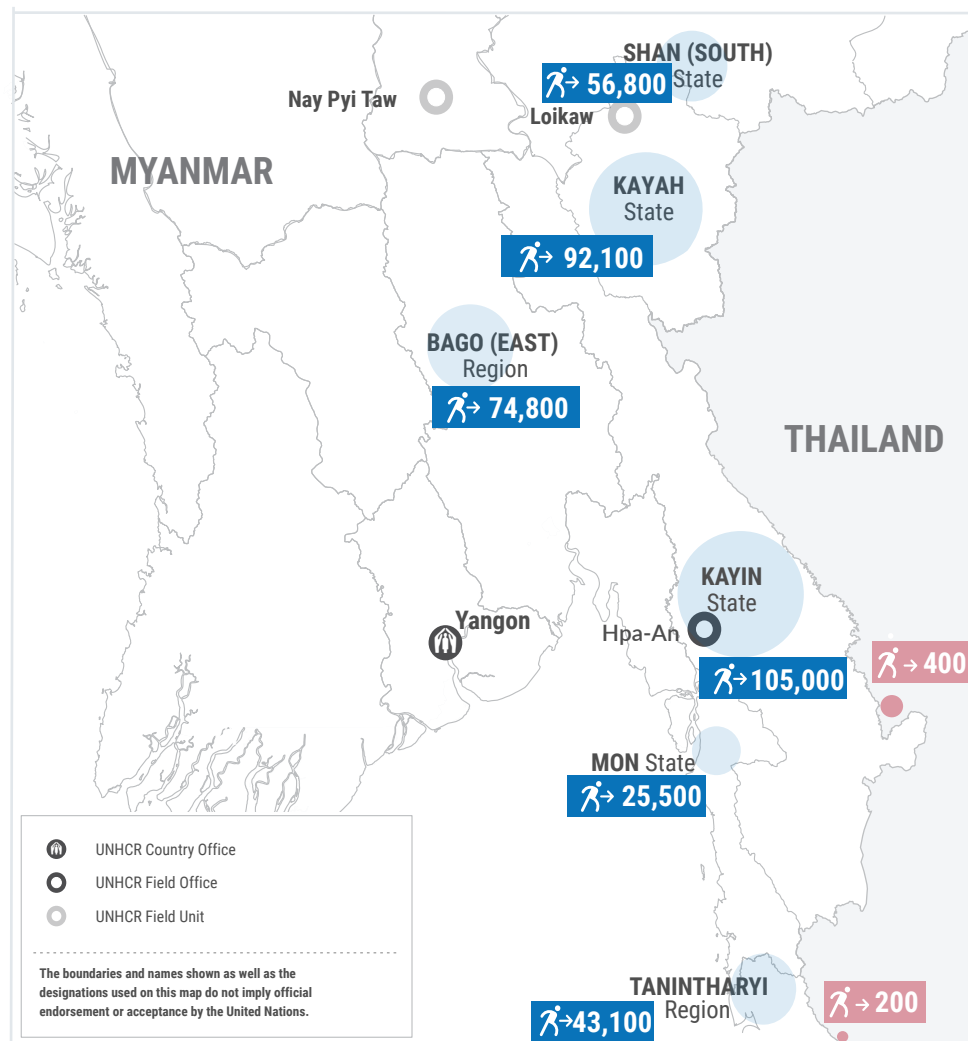 SHAN (SOUTH)
State
56,800
Nay Pyi Taw
Loikaw
MYANMAR
KAYAH
State
92,100
BAGO (EAST)
Region
74,800
THAILAND
KAYIN
State
Yangon
Hpa-An
400
105,000
MON State
25,500
UNHCR Country Office
UNHCR Field Office
UNHCR Field Unit
The boundaries and names shown as well as the
designations used on this map do not imply official
endorsement or acceptance by the United Nations.
TANINTHARYI
Region
200
43,100